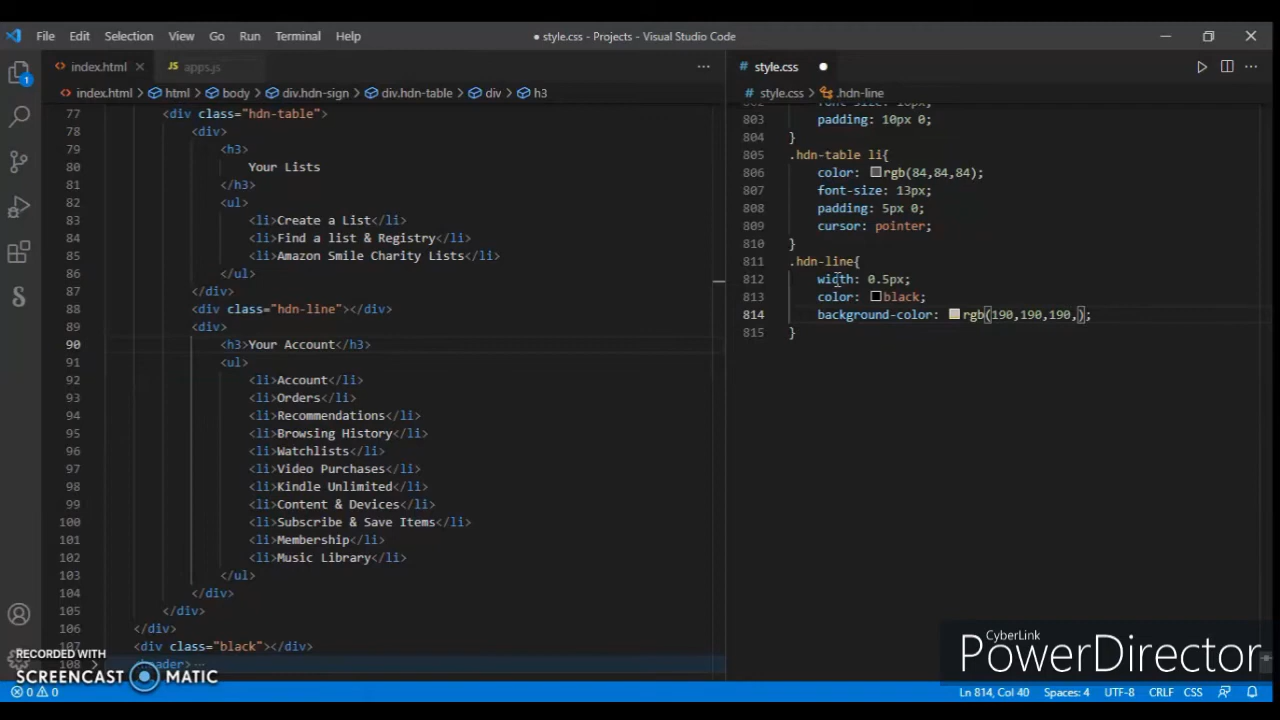 File Edit Selection View Go Run Terminal Help ● style.css - Projects - Visual Studio Code
index.html apps.js
index.html > html > body > div.hdn-sign > div.hdn-table > div > h3
77 <div class="hdn-table">
78 <div>
79 <h3>
80 Your Lists
81 </h3>
82 <ul>
83 <li>Create a List</li>
84 <li>Find a list & Registry</li>
85 <li>Amazon Smile Charity Lists</li>
86 </ul>
87 </div>
88 <div class="hdn-line"></div>
89 <div>
90 <h3>Your Account</h3>
91 <ul>
92 <li>Account</li>
93 <li>Orders</li>
94 <li>Recommendations</li>
95 <li>Browsing History</li>
96 <li>Watchlists</li>
97 <li>Video Purchases</li>
98 <li>Kindle Unlimited</li>
99 <li>Content & Devices</li>
100 <li>Subscribe & Save Items</li>
101 <li>Membership</li>
102 <li>Music Library</li>
103 </ul>
104 </div>
105 </div>
106 </div>
107 <div class="black"></div>
108 <header>
# style.css ●
# style.css > .hdn-line
803 padding: 10px 0;
804 }
805 .hdn-table li{
806 color: rgb(84,84,84);
807 font-size: 13px;
808 padding: 5px 0;
809 cursor: pointer;
810 }
811 .hdn-line{
812 width: 0.5px;
813 color: black;
814 background-color: rgb(190,190,190,);
815 }
1
RECORDED WITH
SCREENCAST MATIC
CyberLink
PowerDirector
0 0 Ln 814, Col 40 Spaces: 4 UTF-8 CRLF CSS